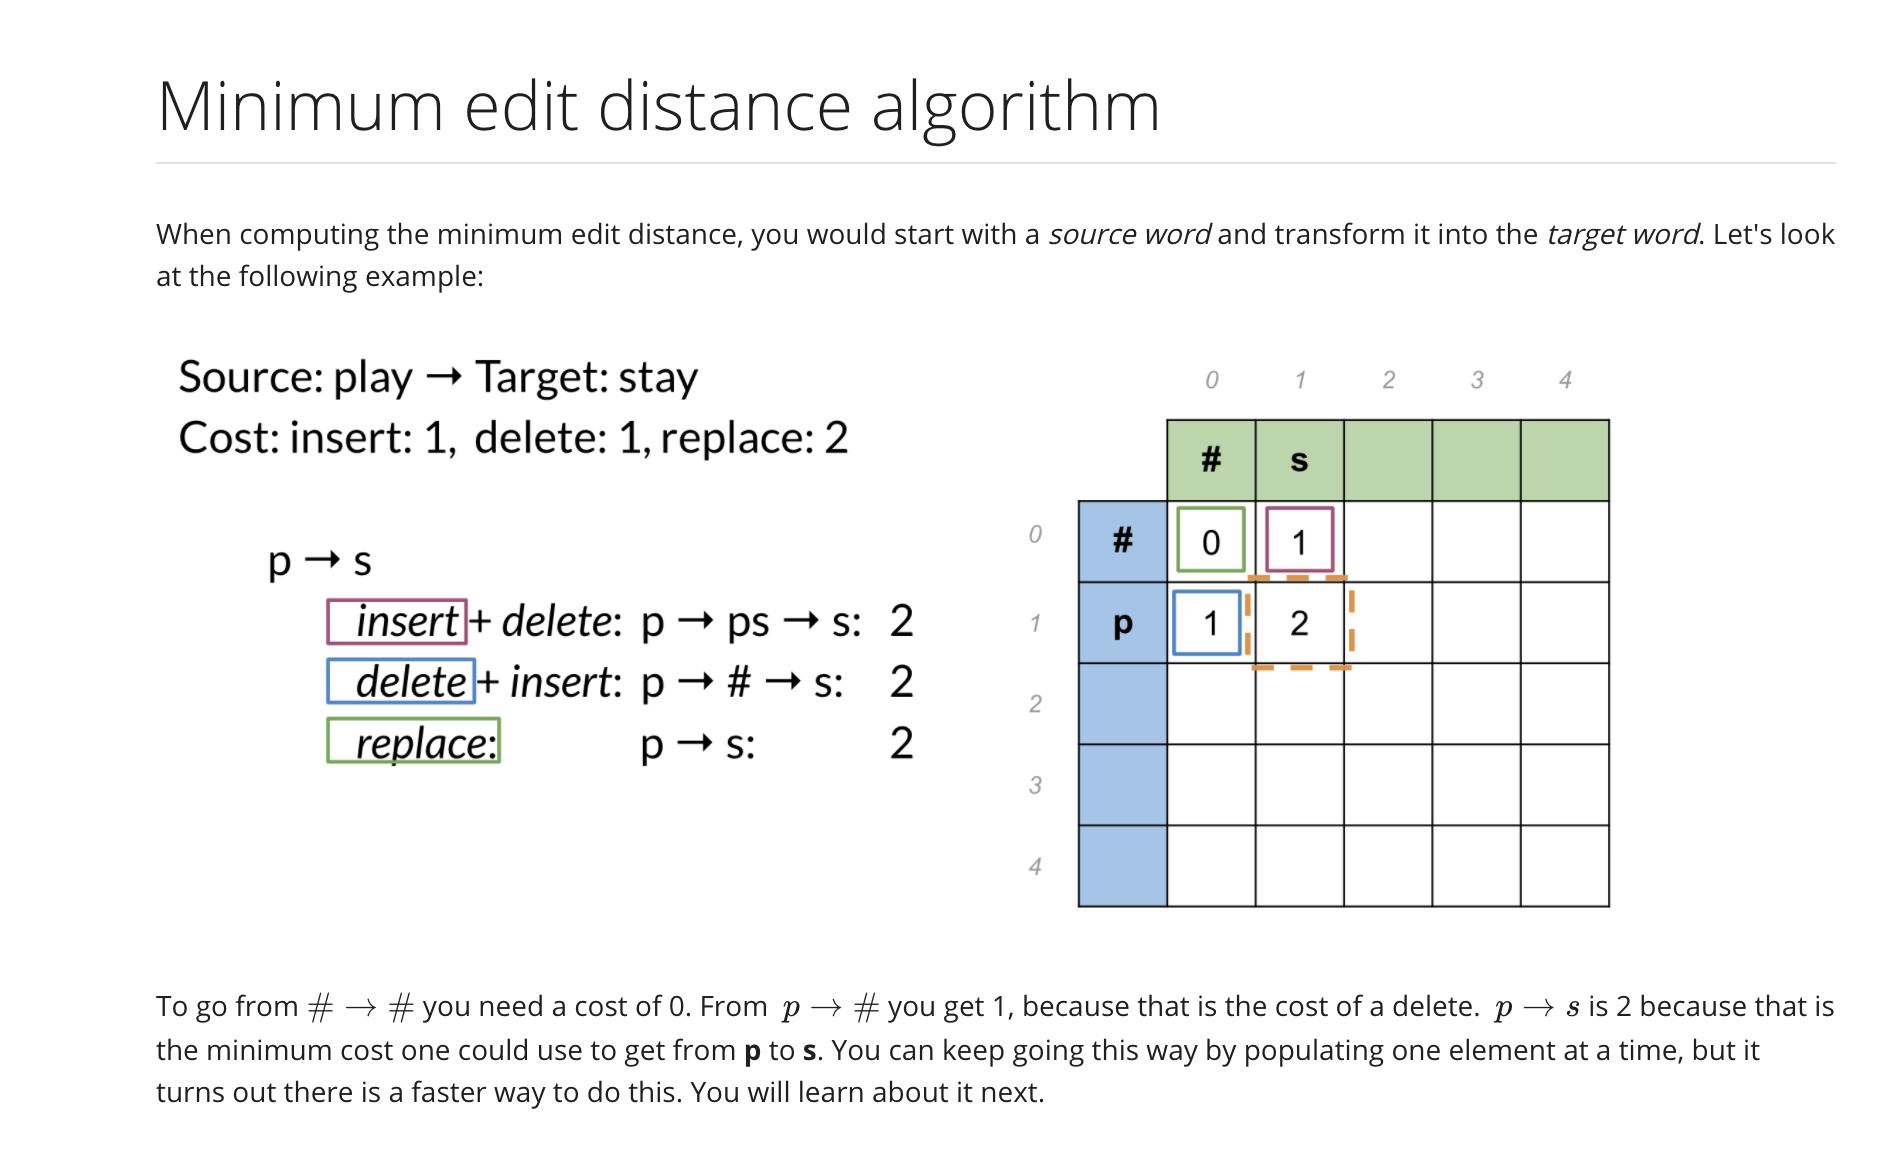 Minimum edit distance algorithm
When computing the minimum edit distance, you would start with a source word and transform it into the target word. Let's look
at the following example:
Source: play → Target: stay
Cost: insert: 1, delete: 1, replace: 2
p → s
insert + delete: p → ps → s: 2
delete + insert: p → # → s: 2
replace: p → s: 2
0 1 2 3 4
# s
0 # 0 1
1 p 1 2
2
3
4
To go from # → # you need a cost of 0. From p → # you get 1, because that is the cost of a delete. p → s is 2 because that is
the minimum cost one could use to get from p to s. You can keep going this way by populating one element at a time, but it
turns out there is a faster way to do this. You will learn about it next.